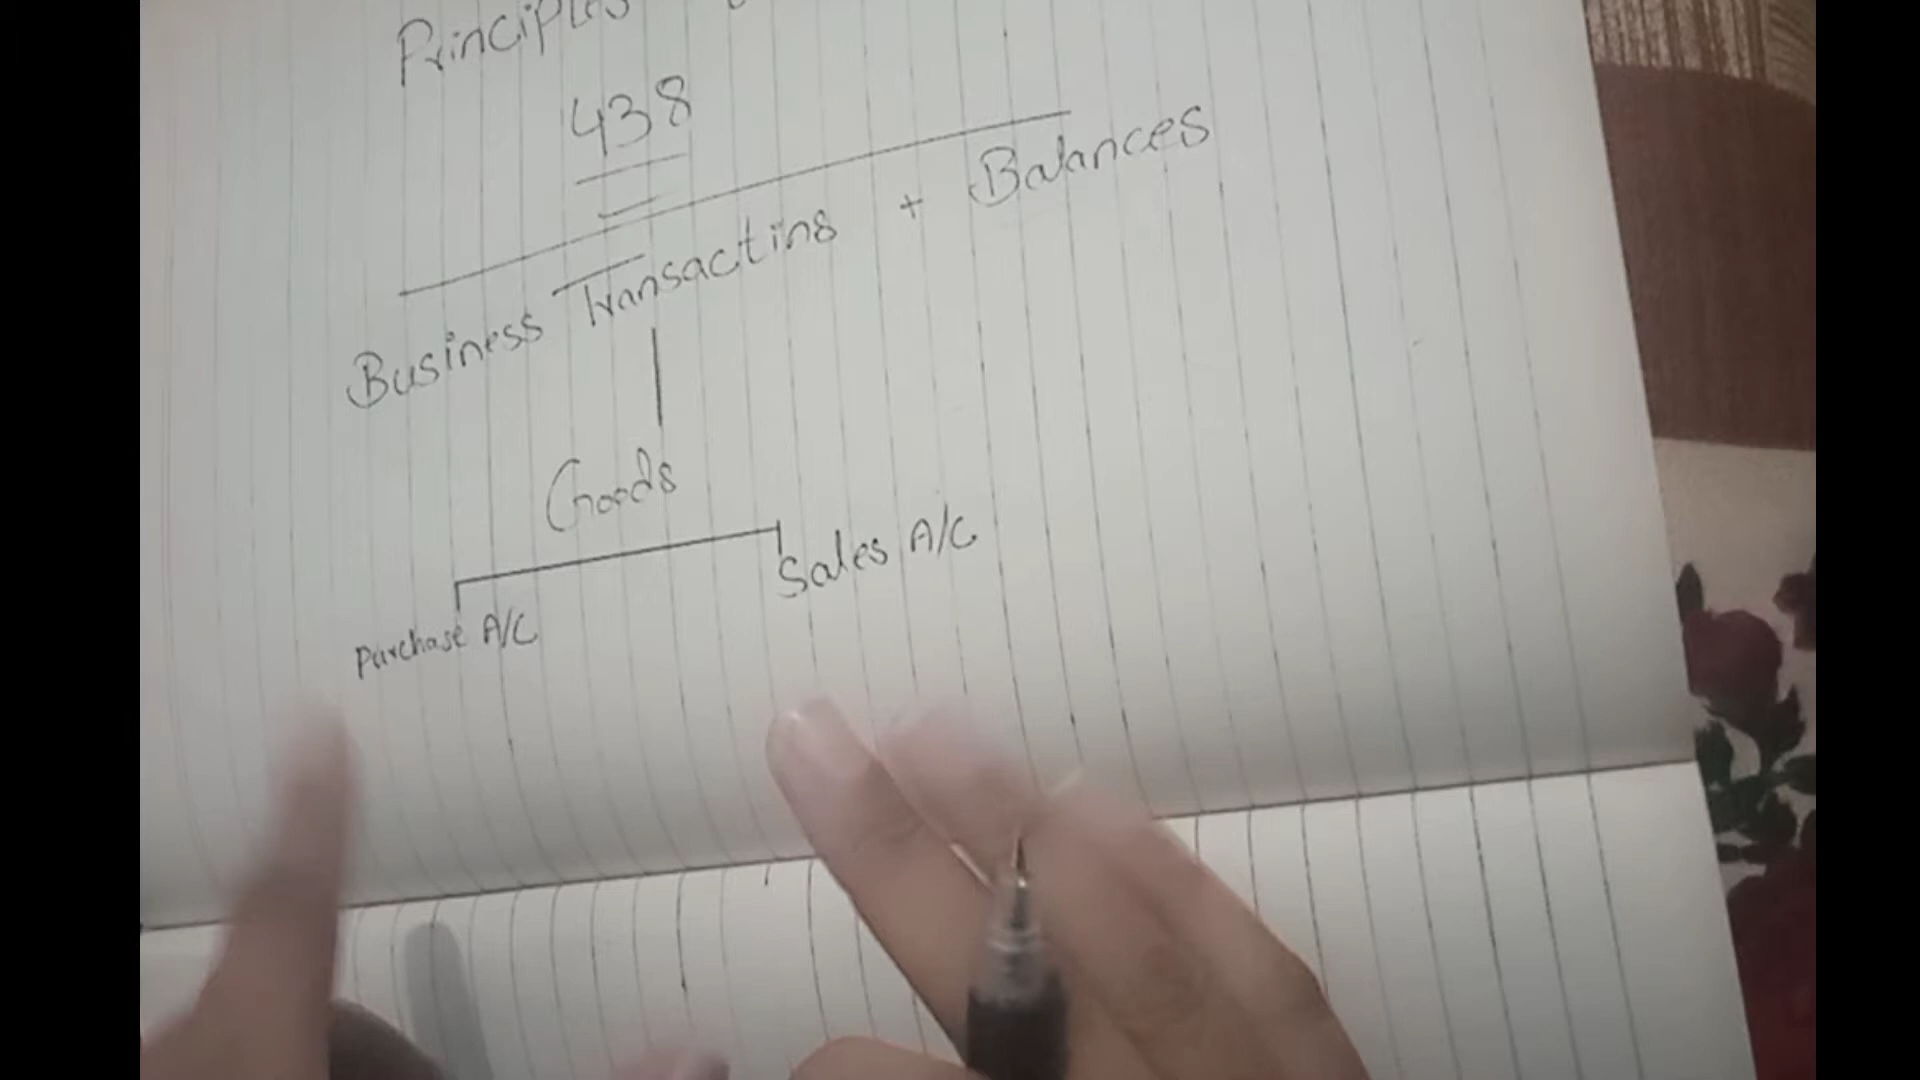 Principles
438
Business Transactins + Balances
Goods
Purchase A/C
Sales A/C